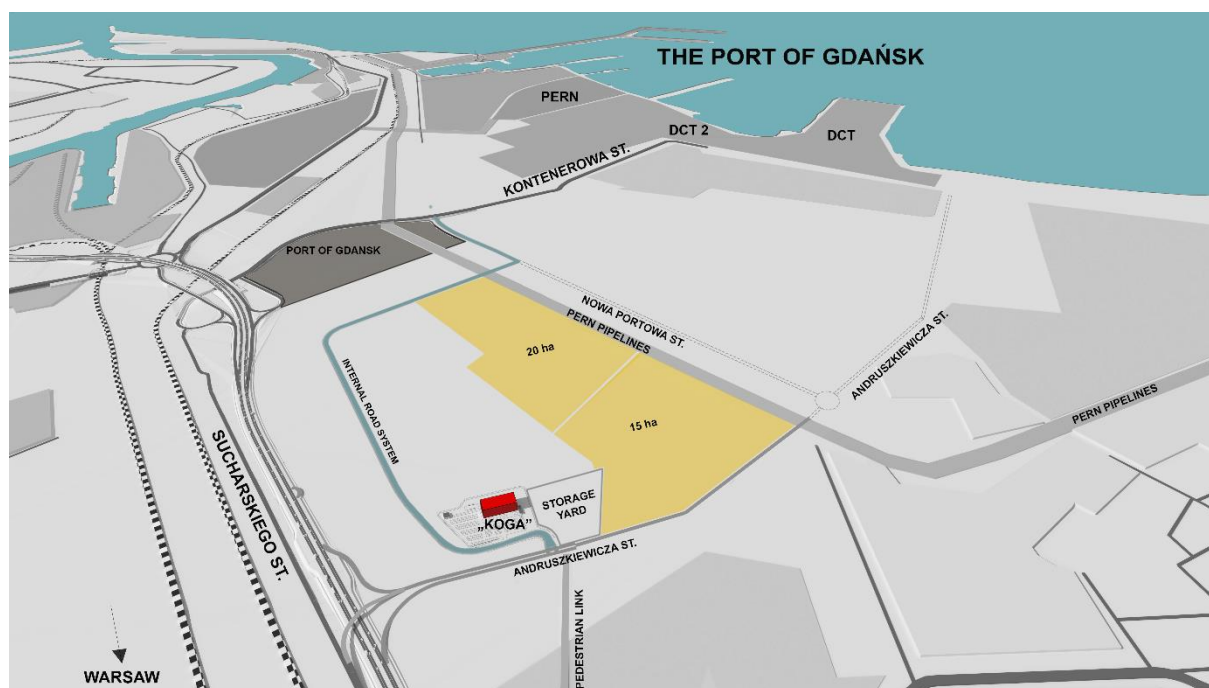 THE PORT OF GDAŃSK
PERN
DCT 2
DCT
KONTENEROWA ST.
PORT OF GDANSK
NOWA PORTOWA ST.
PERN PIPELINES
20 ha
15 ha
ANDRUSZKIEWICZA ST.
PERN PIPELINES
INTERNAL ROAD SYSTEM
SUCHARSKIEGO ST.
STORAGE
YARD
„KOGA”
ANDRUSZKIEWICZA ST.
PEDESTRIAN LINK
WARSAW